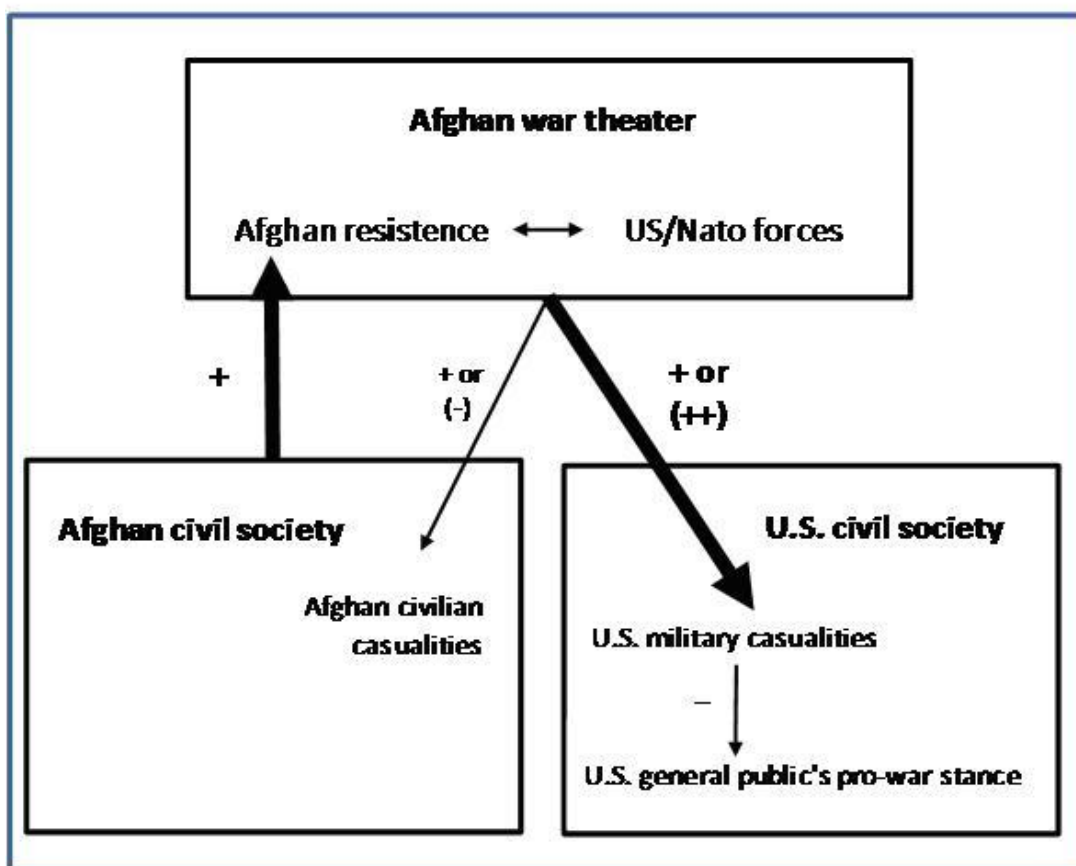 Afghan war theater
Afghan resistence
US/Nato forces
+
+ or
(-)
+ or
(++)
Afghan civil society
Afghan civilian
casualities
U.S. civil society
U.S. military casualities
–
U.S. general public's pro-war stance